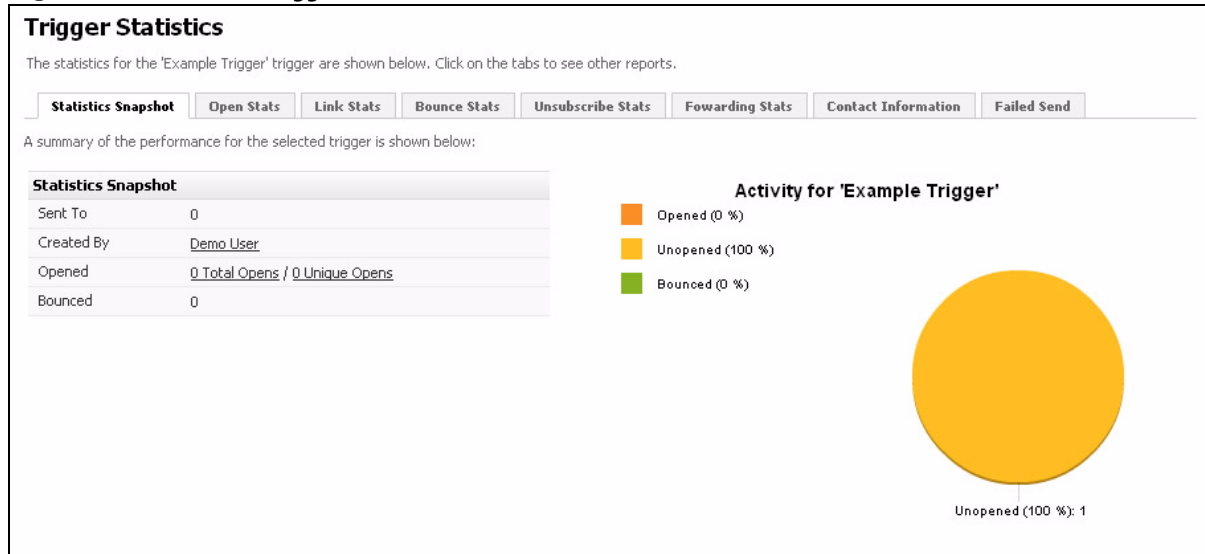 Trigger Statistics
The statistics for the 'Example Trigger' trigger are shown below. Click on the tabs to see other reports.
Statistics Snapshot Open Stats Link Stats Bounce Stats Unsubscribe Stats Fowarding Stats Contact Information Failed Send
A summary of the performance for the selected trigger is shown below:
Statistics Snapshot
Sent To 0
Created By Demo User
Opened 0 Total Opens / 0 Unique Opens
Bounced 0
Activity for 'Example Trigger'
Opened (0 %)
Unopened (100 %)
Bounced (0 %)
Unopened (100 %): 1